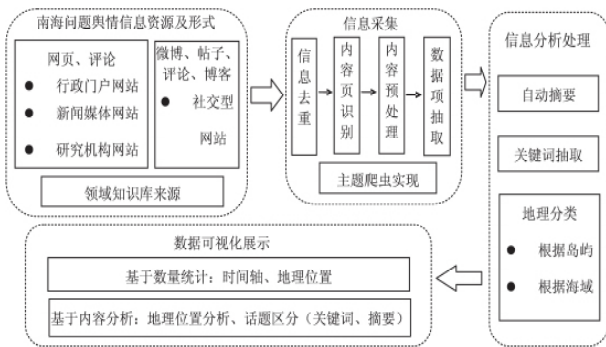 南海问题舆情信息资源及形式
网页、评论
● 行政门户网站
● 新闻媒体网站
● 研究机构网站
微博、帖子、
评论、博客
● 社交型
网站
领域知识库来源
信息采集
信息去重
内容页识别
内容预处理
数据项抽取
主题爬虫实现
信息分析处理
自动摘要
关键词抽取
地理分类
● 根据岛屿
● 根据海域
数据可视化展示
基于数量统计：时间轴、地理位置
基于内容分析：地理位置分析、话题区分（关键词、摘要）